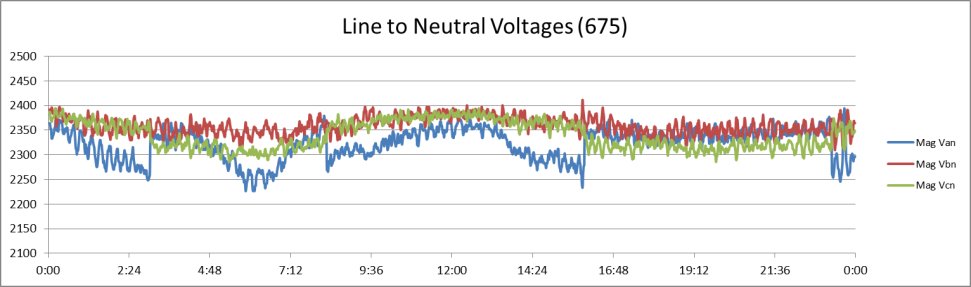 Line to Neutral Voltages (675)
2500
2450
2400
2350
2300
2250
2200
2150
2100
0:00 2:24 4:48 7:12 9:36 12:00 14:24 16:48 19:12 21:36 0:00
Mag Van
Mag Vbn
Mag Vcn